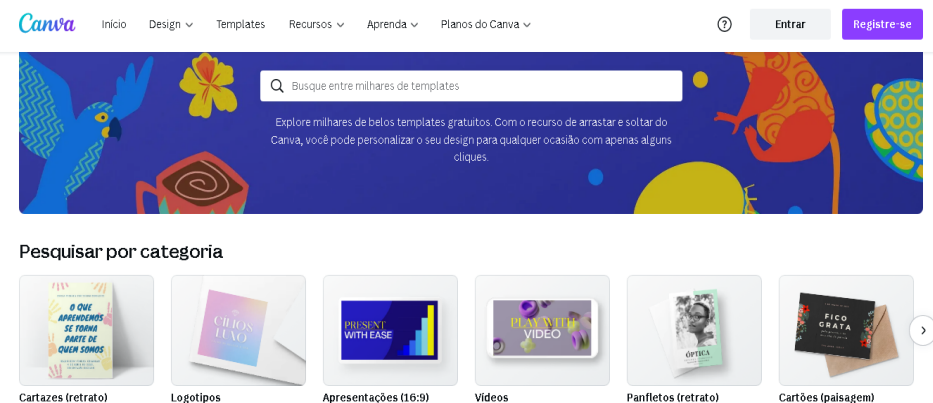 Canva Início Design Templates Recursos Aprenda Planos do Canva ? Entrar Registre-se
Busque entre milhares de templates
Explore milhares de belos templates gratuitos. Com o recurso de arrastar e soltar do
Canva, você pode personalizar o seu design para qualquer ocasião com apenas alguns
cliques.
Pesquisar por categoria
O QUE
APRENDEMOS
SE TORNA
PARTE DE
QUEM SOMOS
CILIOS
LUXO
PRESENT
WITH EASE
PLAY WITH
VIDEO
ÓPTICA
FICO
GRATA
Cartazes (retrato) Logotipos Apresentações (16:9) Vídeos Panfletos (retrato) Cartões (paisagem)